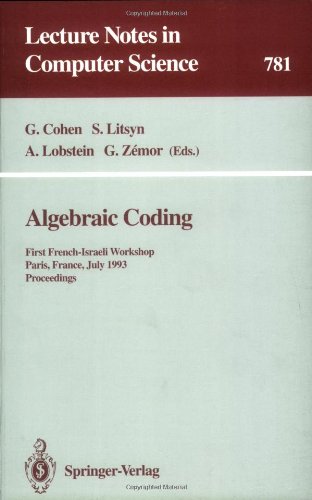 Lecture Notes in
Computer Science 781
G. Cohen S. Litsyn
A. Lobstein G. Zémor (Eds.)
Algebraic Coding
First French-Israeli Workshop
Paris, France, July 1993
Proceedings
Springer-Verlag